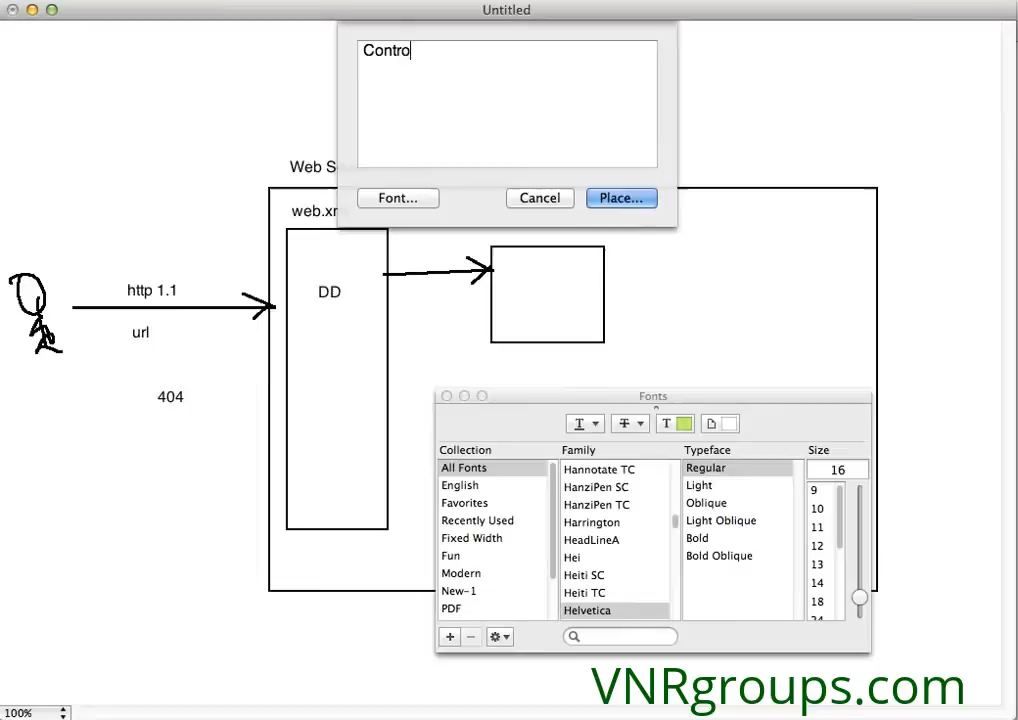 Untitled
Contro
Web S
Font...
Cancel
Place...
web.xm
http 1.1
DD
url
404
Fonts
T
T
T
Collection
Family
Typeface
Size
All Fonts
English
Favorites
Recently Used
Fixed Width
Fun
Modern
New-1
PDF
Hannotate TC
HanziPen SC
HanziPen TC
Harrington
HeadLineA
Hei
Heiti SC
Heiti TC
Helvetica
Regular
Light
Oblique
Light Oblique
Bold
Bold Oblique
16
9
10
11
12
13
14
18
24
VNRgroups.com
100%